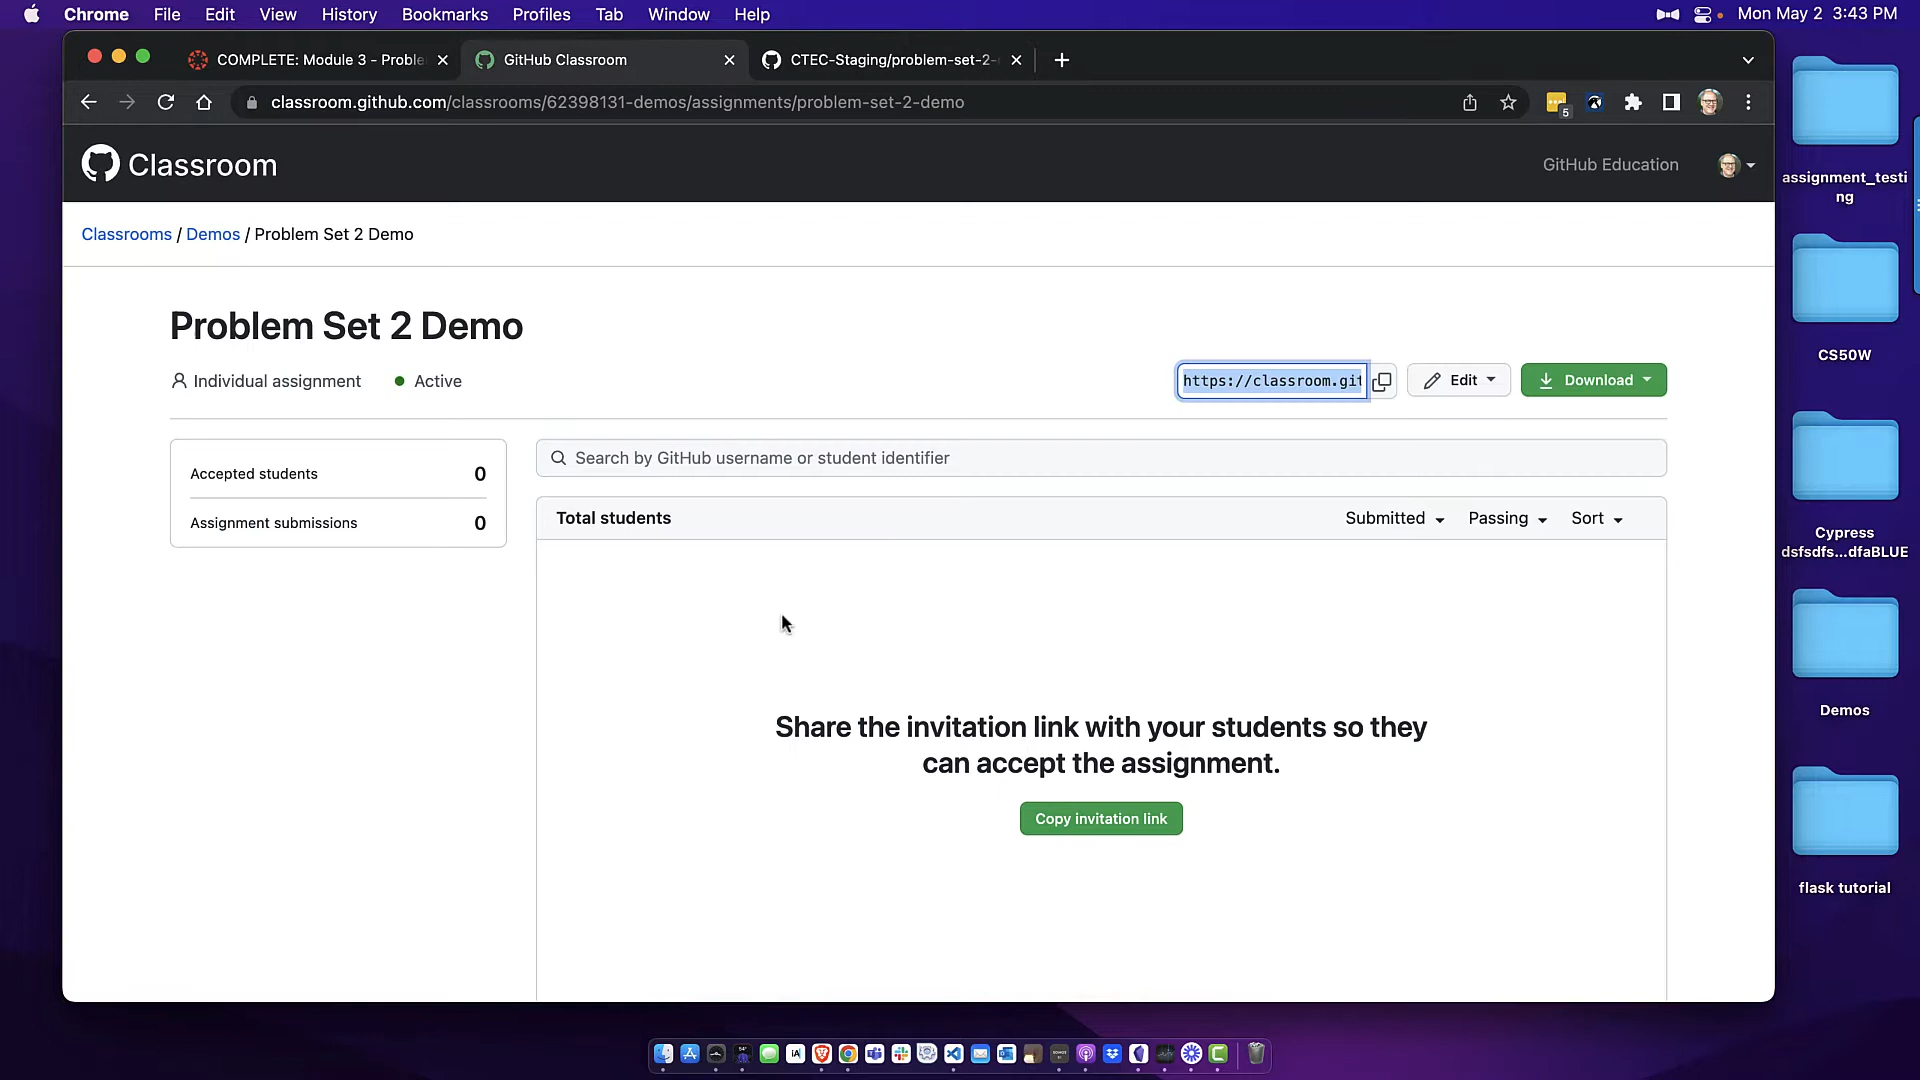 Chrome File Edit View History Bookmarks Profiles Tab Window Help Mon May 2 3:43 PM
COMPLETE: Module 3 - Proble GitHub Classroom CTEC-Staging/problem-set-2-
classroom.github.com/classrooms/62398131-demos/assignments/problem-set-2-demo 5
Classroom GitHub Education
Classrooms / Demos / Problem Set 2 Demo
Problem Set 2 Demo
Individual assignment Active https://classroom.git Edit Download
Accepted students 0
Assignment submissions 0
Search by GitHub username or student identifier
Total students Submitted Passing Sort
Share the invitation link with your students so they
can accept the assignment.
Copy invitation link
assignment_testi
ng
CS50W
Cypress
dsfsdfs...dfaBLUE
Demos
flask tutorial